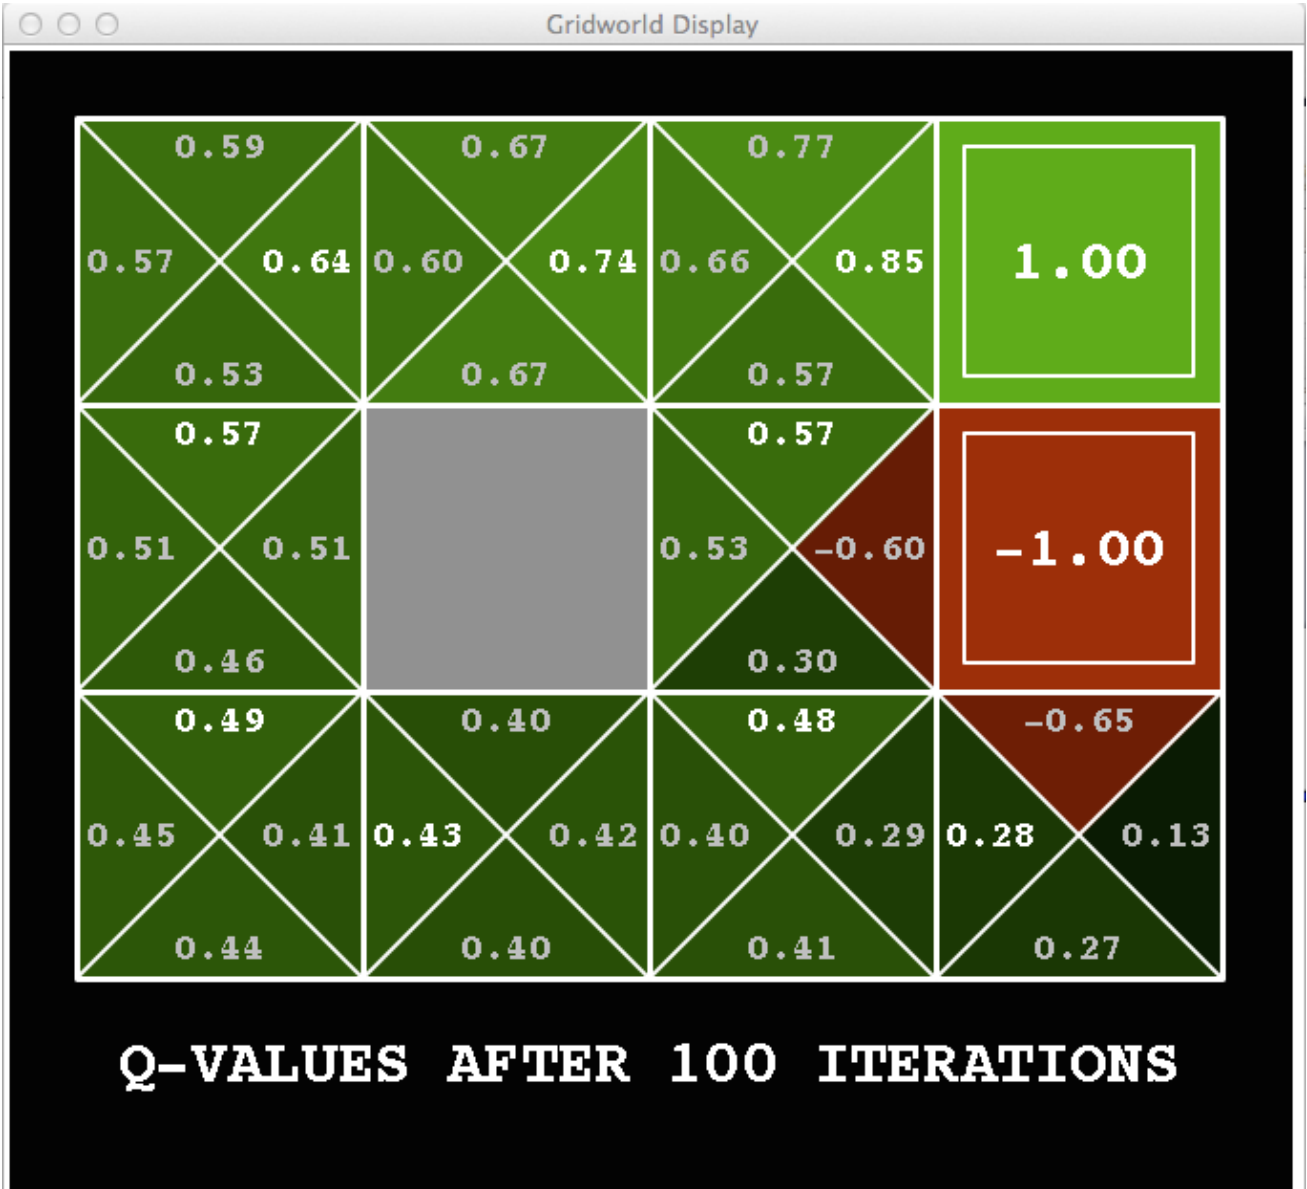 Gridworld Display
0.59 0.67 0.77
0.57 0.64 0.60 0.74 0.66 0.85 1.00
0.53 0.67 0.57
0.57 0.57
0.51 0.51 0.53 -0.60 -1.00
0.46 0.30
0.49 0.40 0.48 -0.65
0.45 0.41 0.43 0.42 0.40 0.29 0.28 0.13
0.44 0.40 0.41 0.27
Q-VALUES AFTER 100 ITERATIONS